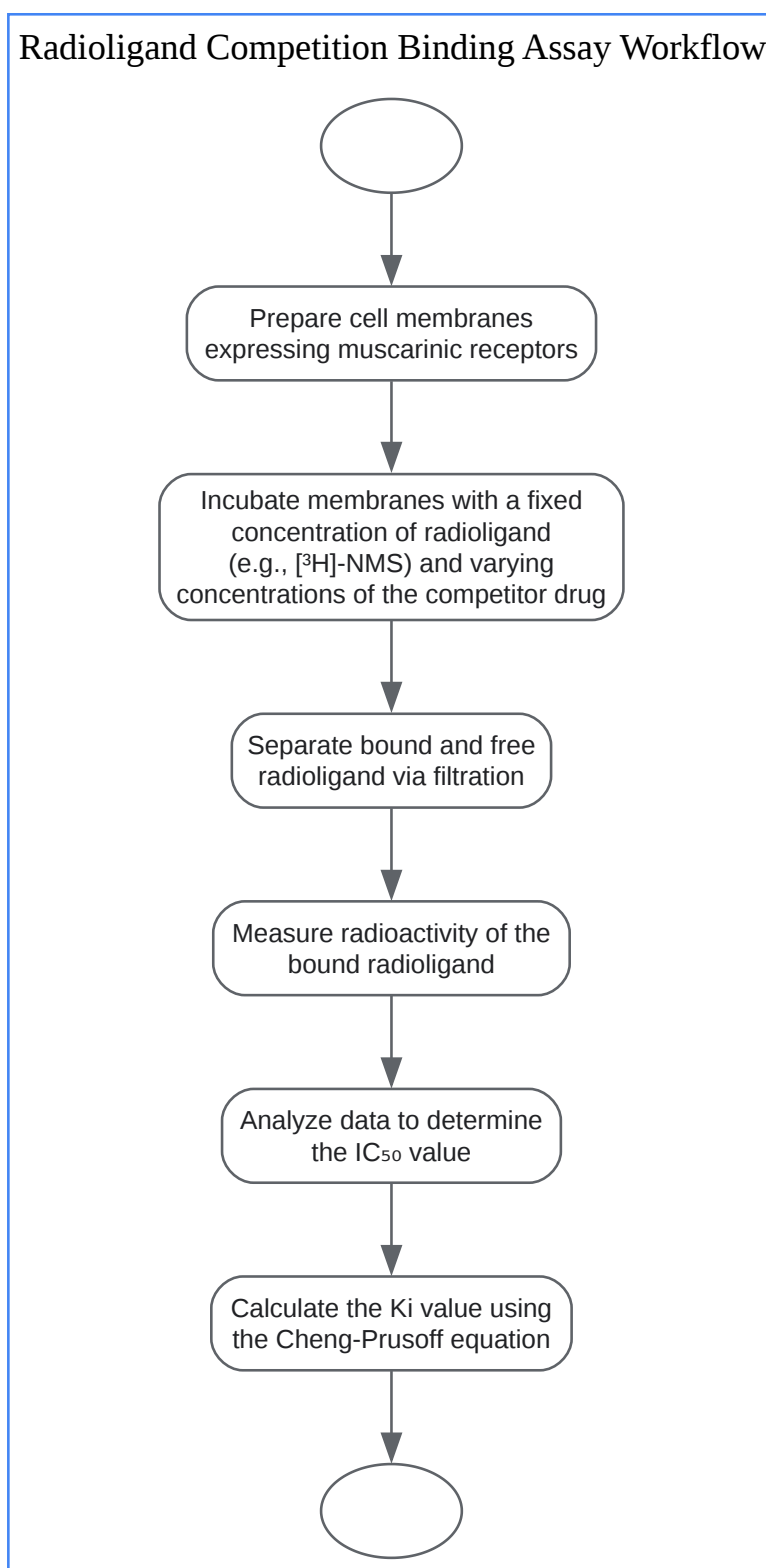 Radioligand Competition Binding Assay Workflow
Prepare cell membranes
expressing muscarinic receptors
Incubate membranes with a fixed
concentration of radioligand
(e.g., [³H]-NMS) and varying
concentrations of the competitor drug
Separate bound and free
radioligand via filtration
Measure radioactivity of the
bound radioligand
Analyze data to determine
the IC₅₀ value
Calculate the Ki value using
the Cheng-Prusoff equation